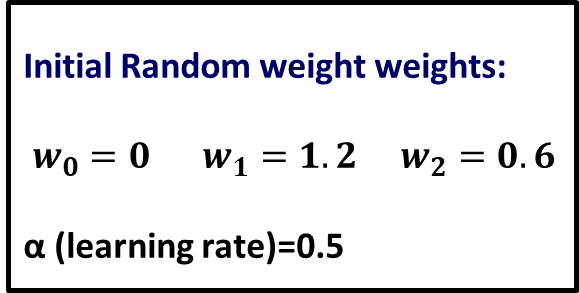 Initial Random weight weights:
w₀ = 0 w₁ = 1.2 w₂ = 0.6
α (learning rate)=0.5